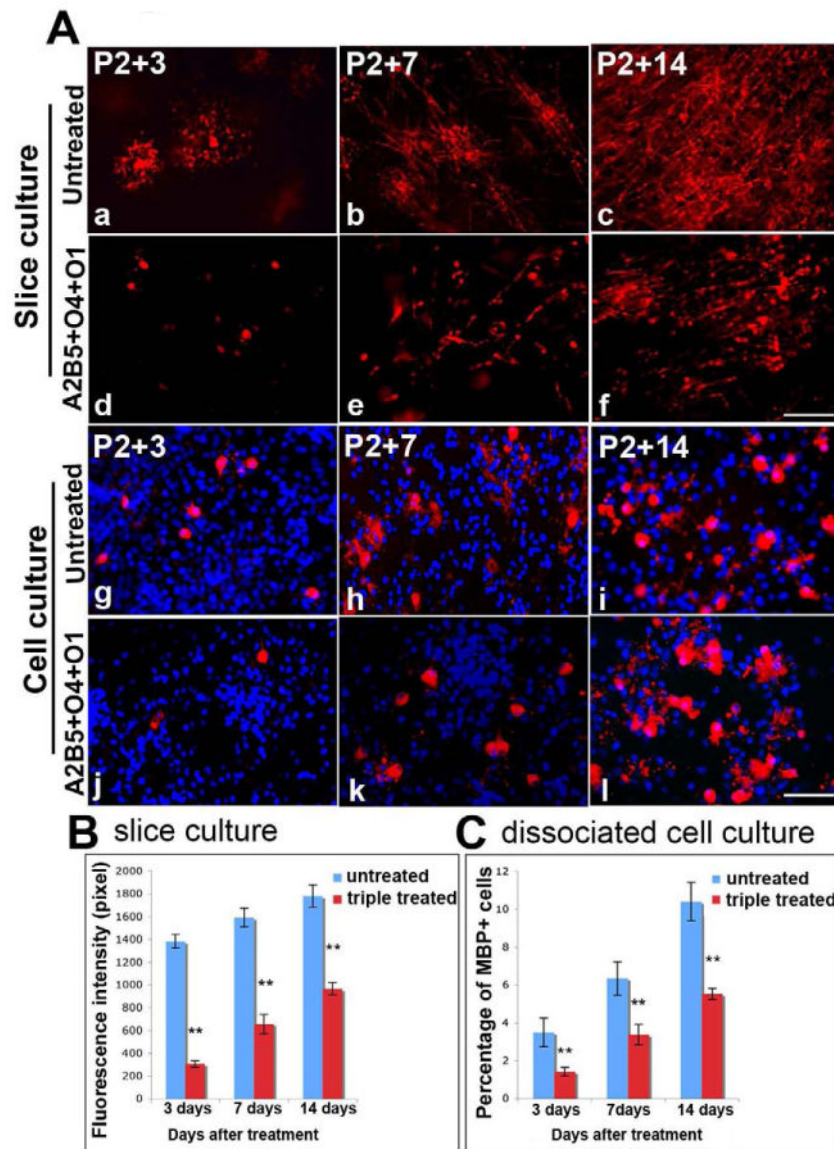 A
P2+3 P2+7 P2+14
Slice culture
Untreated
a b c
A2B5+O4+O1
d e f
P2+3 P2+7 P2+14
Cell culture
Untreated
g h i
A2B5+O4+O1
j k l
B slice culture
Fluorescence intensity (pixel)
2000
1800
1600
1400
1200
1000
800
600
400
200
0
untreated
triple treated
** ** **
3 days 7 days 14 days
Days after treatment
C dissociated cell culture
Percentage of MBP+ cells
12
10
8
6
4
2
0
untreated
triple treated
** ** **
3 days 7days 14 days
Days after treatment